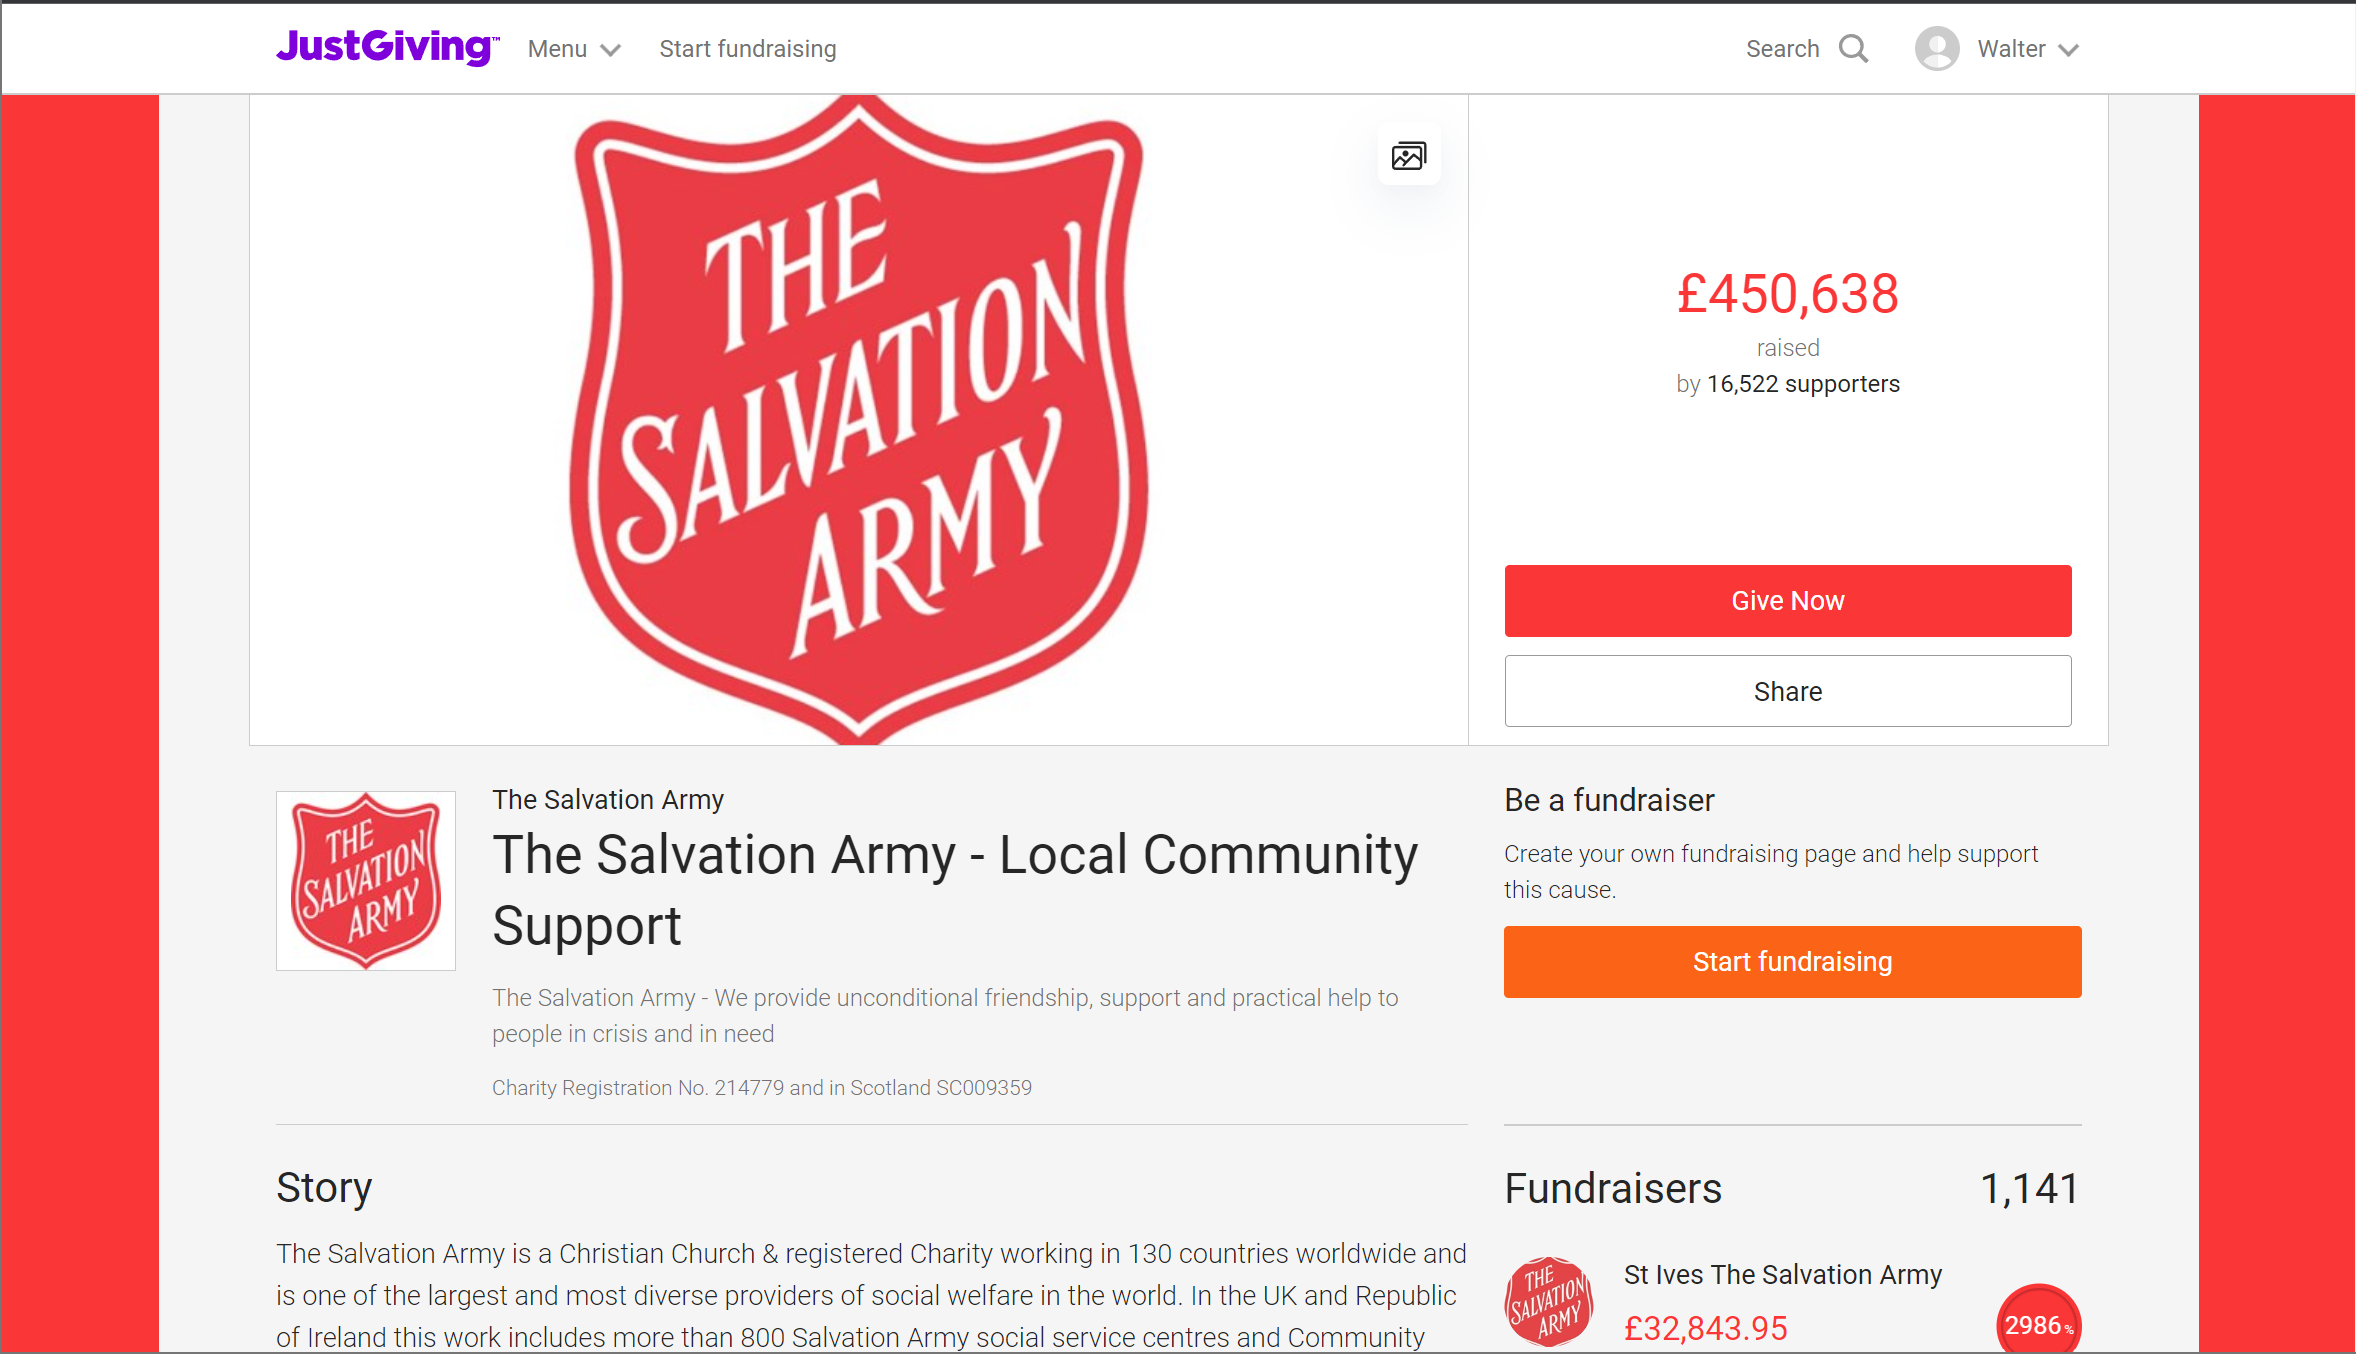 JustGiving™ Menu Start fundraising Search Walter
THE
SALVATION
ARMY
£450,638
raised
by 16,522 supporters
Give Now
Share
THE
SALVATION
ARMY
The Salvation Army
The Salvation Army - Local Community
Support
The Salvation Army - We provide unconditional friendship, support and practical help to
people in crisis and in need
Charity Registration No. 214779 and in Scotland SC009359
Be a fundraiser
Create your own fundraising page and help support
this cause.
Start fundraising
Story
The Salvation Army is a Christian Church & registered Charity working in 130 countries worldwide and
is one of the largest and most diverse providers of social welfare in the world. In the UK and Republic
of Ireland this work includes more than 800 Salvation Army social service centres and Community
Fundraisers 1,141
THE
SALVATION
ARMY
St Ives The Salvation Army
£32,843.95
2986%